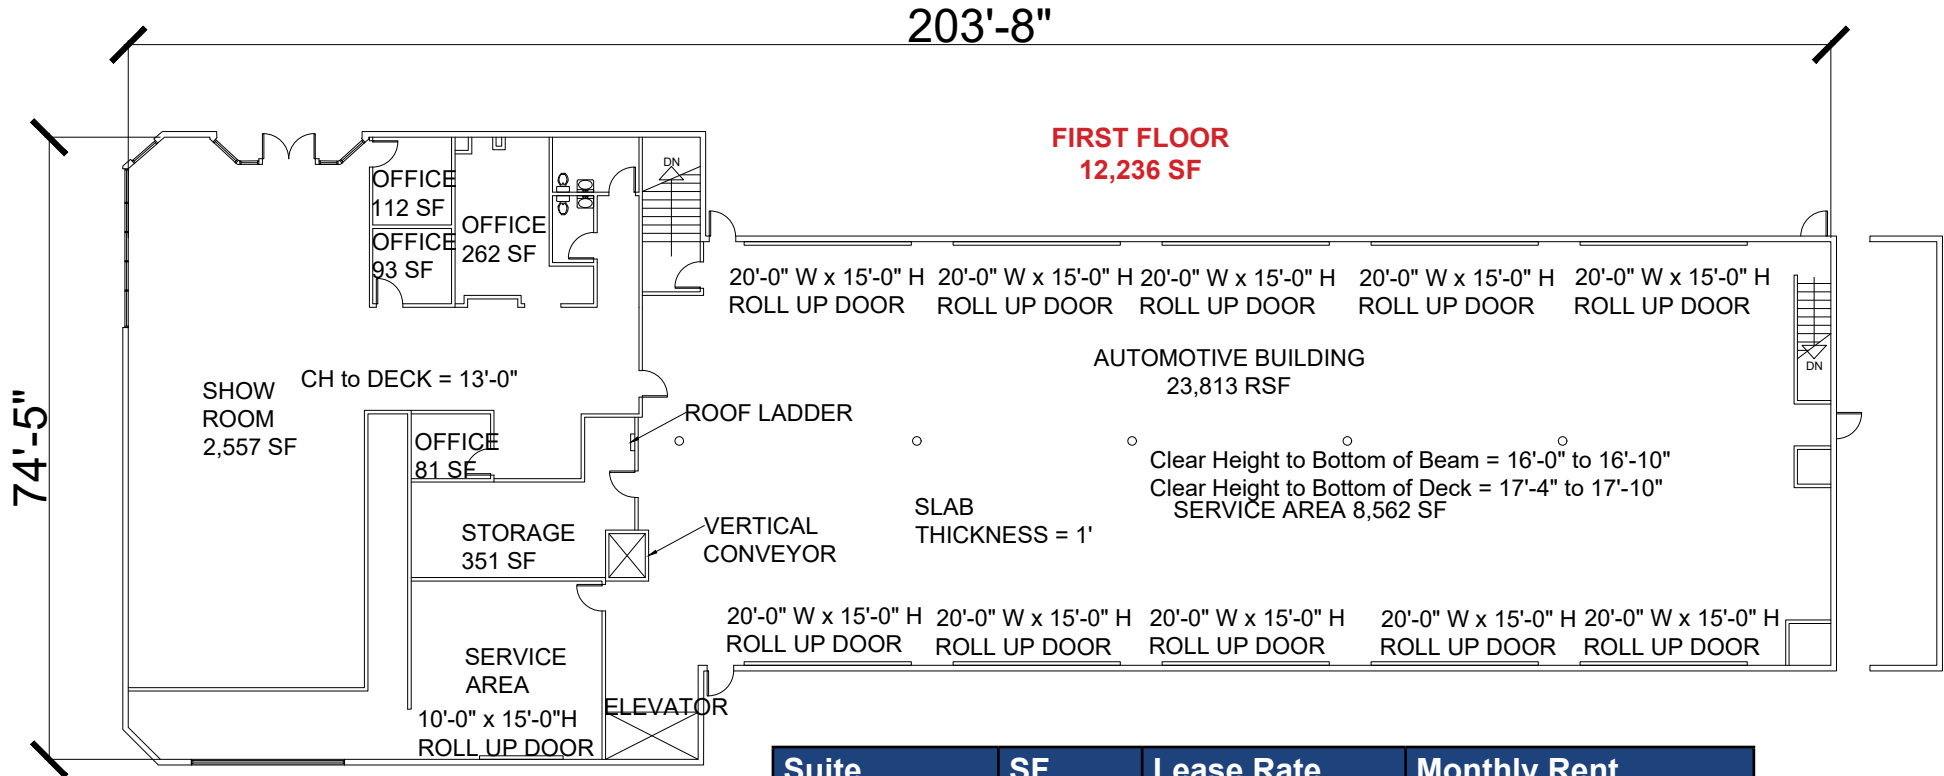 203'-8"
FIRST FLOOR
12,236 SF
DN
OFFICE
112 SF
OFFICE
262 SF
OFFICE
93 SF
20'-0" W x 15'-0" H
ROLL UP DOOR
20'-0" W x 15'-0" H
ROLL UP DOOR
20'-0" W x 15'-0" H
ROLL UP DOOR
20'-0" W x 15'-0" H
ROLL UP DOOR
20'-0" W x 15'-0" H
ROLL UP DOOR
AUTOMOTIVE BUILDING
23,813 RSF
DN
74'-5"
SHOW
ROOM
2,557 SF
CH to DECK = 13'-0"
ROOF LADDER
OFFICE
81 SF
Clear Height to Bottom of Beam = 16'-0" to 16'-10"
Clear Height to Bottom of Deck = 17'-4" to 17'-10"
SERVICE AREA 8,562 SF
SLAB
THICKNESS = 1'
STORAGE
351 SF
VERTICAL
CONVEYOR
20'-0" W x 15'-0" H
ROLL UP DOOR
20'-0" W x 15'-0" H
ROLL UP DOOR
20'-0" W x 15'-0" H
ROLL UP DOOR
20'-0" W x 15'-0" H
ROLL UP DOOR
20'-0" W x 15'-0" H
ROLL UP DOOR
SERVICE
AREA
10'-0" x 15'-0"H
ROLL UP DOOR
ELEVATOR
Suite SF Lease Rate Monthly Rent